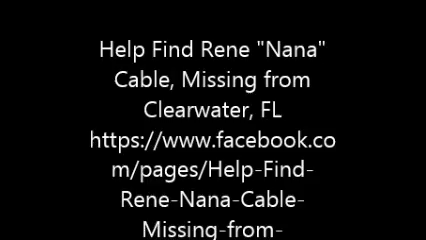 Help Find Rene "Nana"
Cable, Missing from
Clearwater, FL
https://www.facebook.co
m/pages/Help-Find-
Rene-Nana-Cable-
Missing-from-